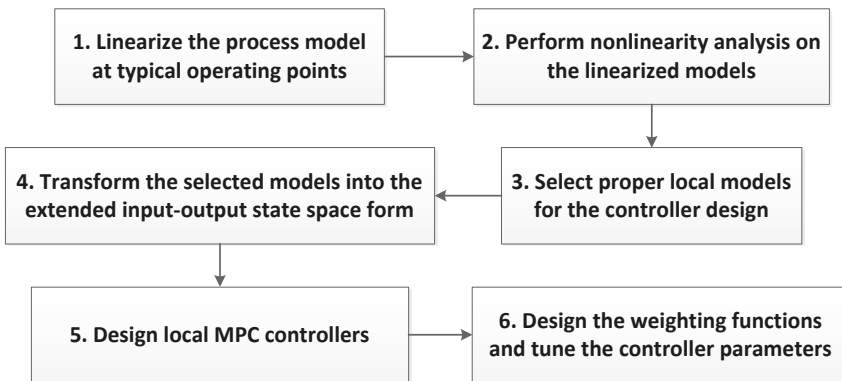 1. Linearize the process model
at typical operating points
2. Perform nonlinearity analysis on
the linearized models
3. Select proper local models
for the controller design
4. Transform the selected models into the
extended input-output state space form
5. Design local MPC controllers
6. Design the weighting functions
and tune the controller parameters